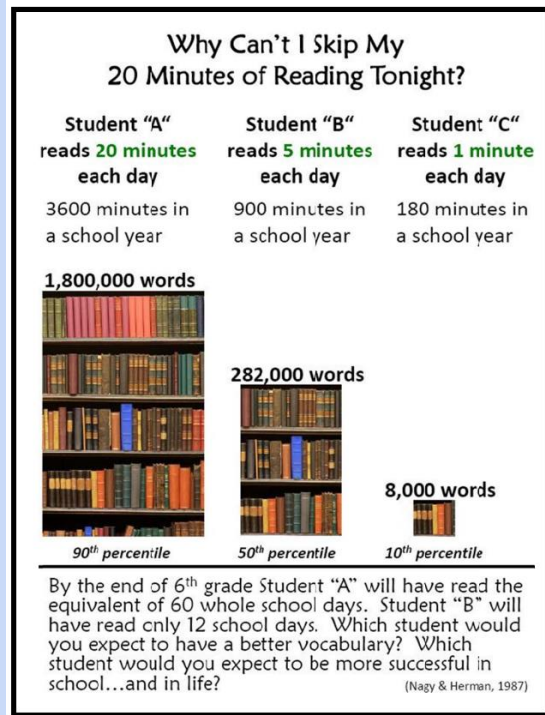 Why Can't I Skip My
20 Minutes of Reading Tonight?
Student “A“
reads 20 minutes
each day
3600 minutes in
a school year
1,800,000 words
90th percentile
Student “B“
reads 5 minutes
each day
900 minutes in
a school year
282,000 words
50th percentile
Student “C“
reads 1 minute
each day
180 minutes in
a school year
8,000 words
10th percentile
By the end of 6th grade Student “A” will have read the
equivalent of 60 whole school days. Student “B” will
have read only 12 school days. Which student would
you expect to have a better vocabulary? Which
student would you expect to be more successful in
school...and in life?
(Nagy & Herman, 1987)